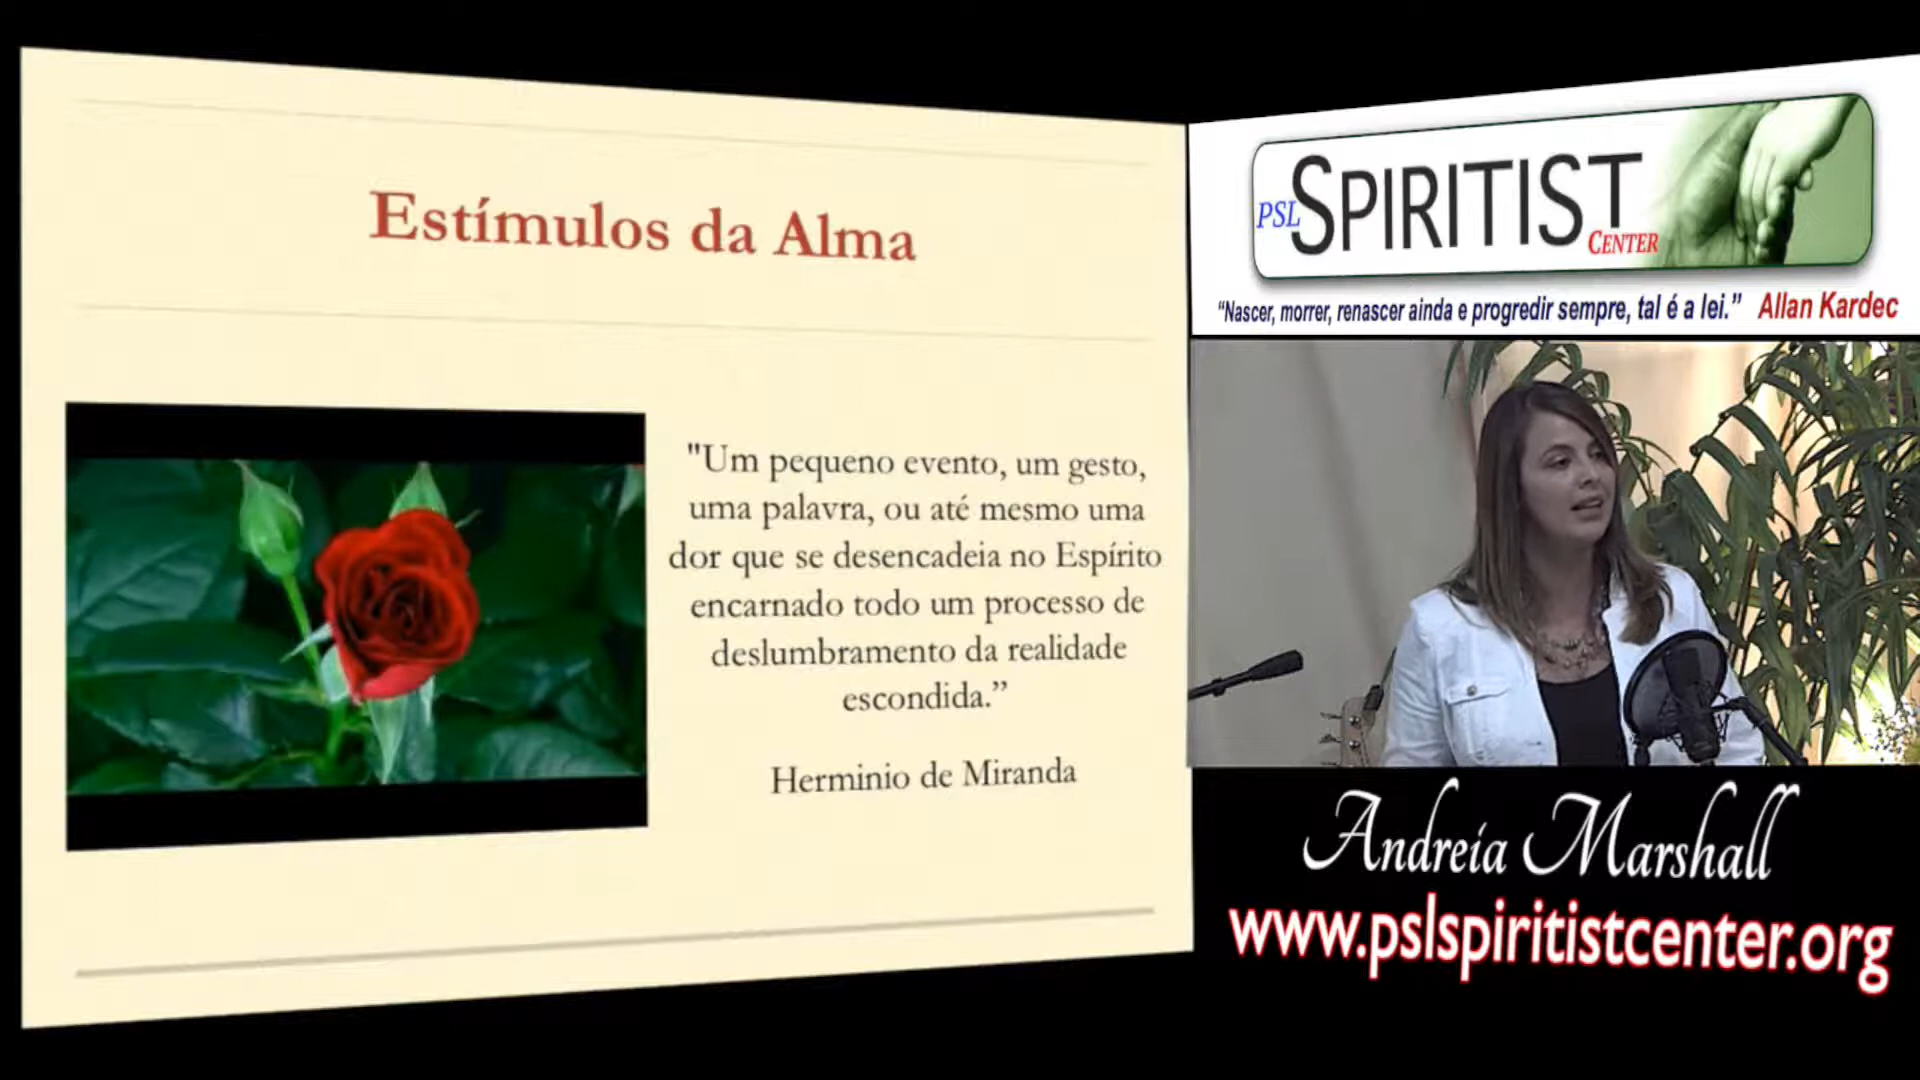 Estímulos da Alma
"Um pequeno evento, um gesto,
uma palavra, ou até mesmo uma
dor que se desencadeia no Espírito
encarnado todo um processo de
deslumbramento da realidade
escondida.”
Herminio de Miranda
PSL SPIRITIST
CENTER
“Nascer, morrer, renascer ainda e progredir sempre, tal é a lei.” Allan Kardec
Andreia Marshall
www.pslspiritistcenter.org